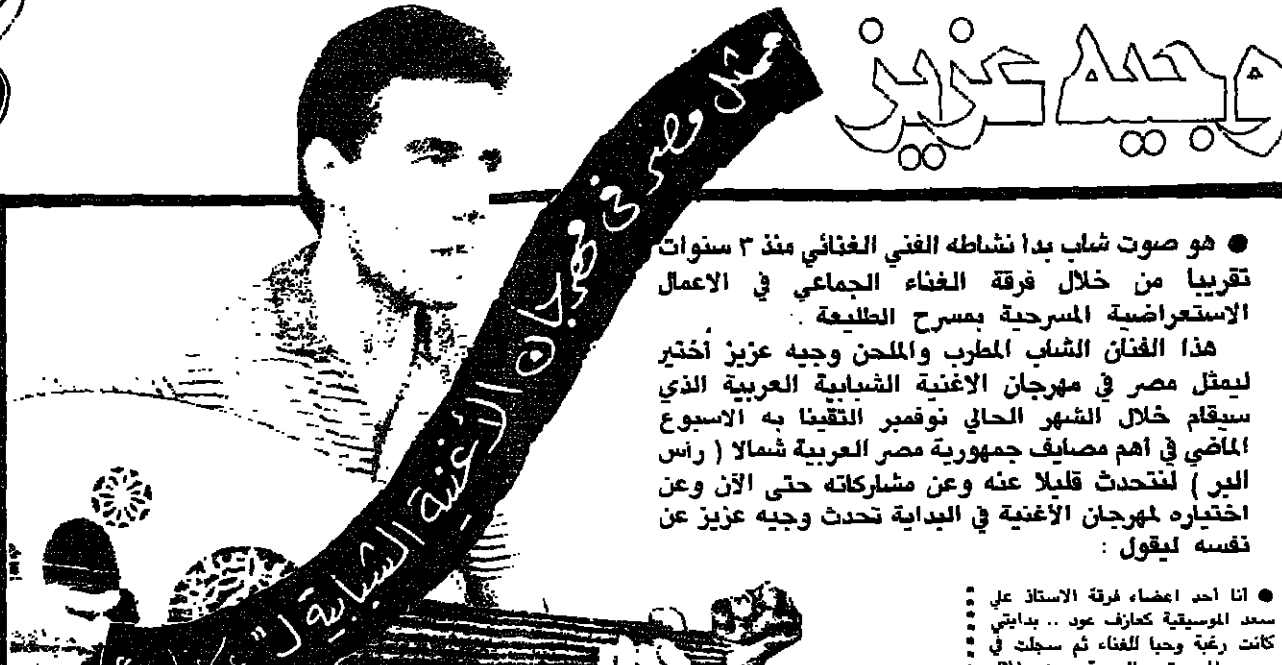 وجيه عزيز
ممثل مصر في مهرجان الأغنية الشبابية
● هو صوت شاب بدا نشاطه الفني الغنائي منذ ٣ سنوات
تقريبا من خلال فرقة الغناء الجماعي في الاعمال
الاستعراضية المسرحية بمسرح الطليعة .
هذا الفنان الشاب المطرب والملحن وجيه عزيز أختير
ليمثل مصر في مهرجان الاغنية الشبابية العربية الذي
سيقام خلال الشهر الحالي نوفمبر التقينا به الاسبوع
الماضي في أهم مصايف جمهورية مصر العربية شمالا ( راس
البر ) لنتحدث قليلا عنه وعن مشاركاته حتى الآن وعن
اختياره لمهرجان الأغنية في البداية تحدث وجيه عزيز عن
نفسه ليقول :
● أنا أحد اعضاء فرقة الاستاذ علي
سعد الموسيقية كعازف عود .. بدايتي
كانت رغبة وحبا للغناء ثم سجلت في